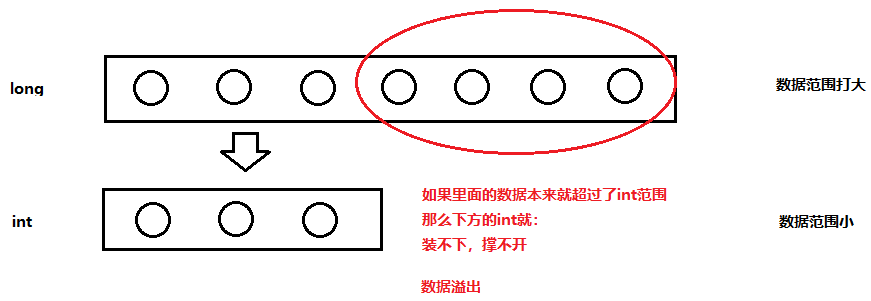 long
数据范围打大
如果里面的数据本来就超过了int范围
int
那么下方的int就：
数据范围小
装不下，撑不开
数据溢出